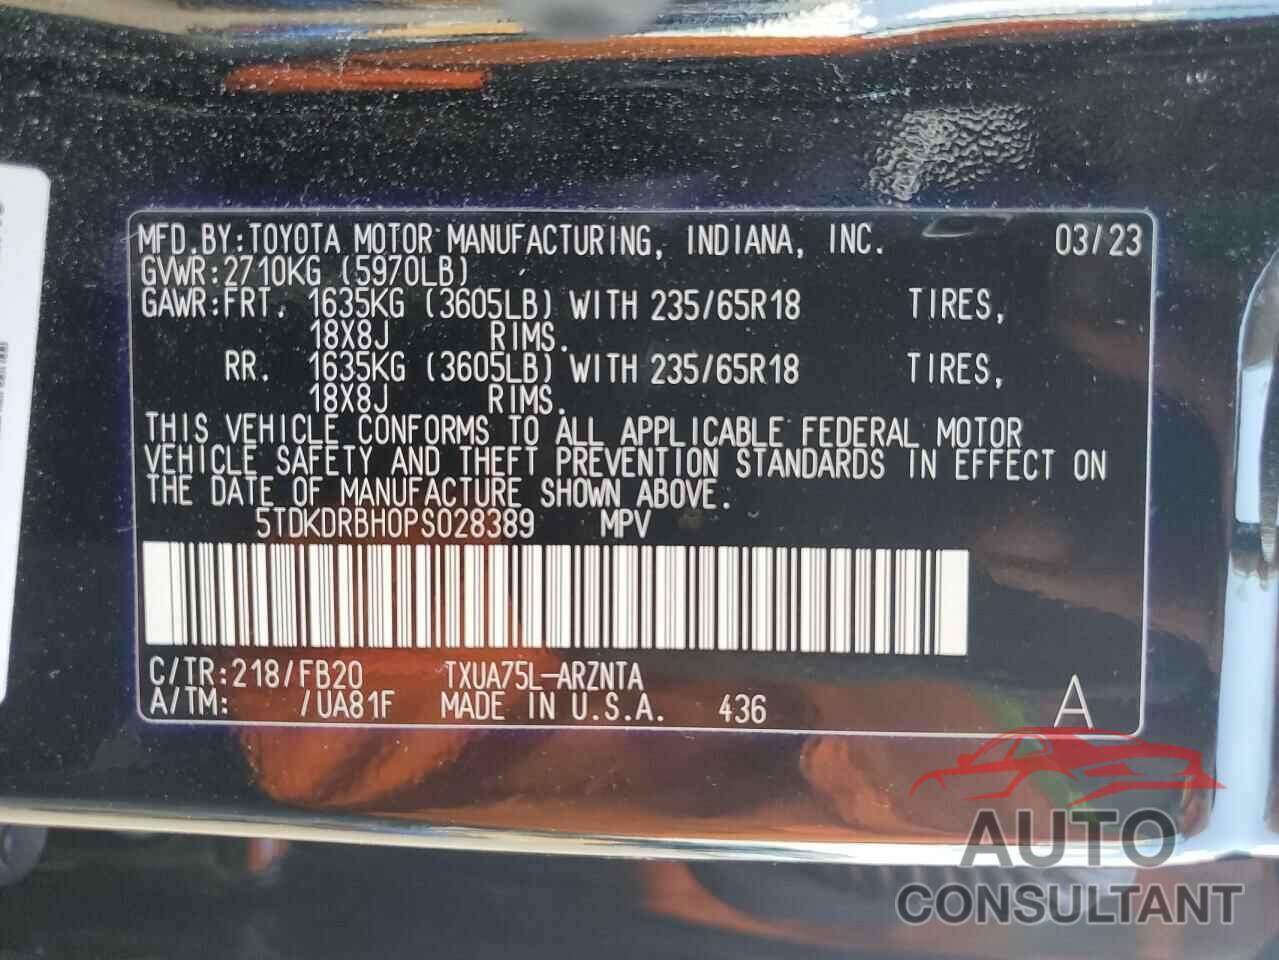 MFD.BY:TOYOTA MOTOR MANUFACTURING, INDIANA, INC. 03/23
GVWR:2710KG (5970LB)
GAWR:FRT. 1635KG (3605LB) WITH 235/65R18 TIRES,
18X8J RIMS.
RR. 1635KG (3605LB) WITH 235/65R18 TIRES,
18X8J RIMS.
THIS VEHICLE CONFORMS TO ALL APPLICABLE FEDERAL MOTOR
VEHICLE SAFETY AND THEFT PREVENTION STANDARDS IN EFFECT ON
THE DATE OF MANUFACTURE SHOWN ABOVE.
5TDKDRBH0PS028389 MPV
C/TR:218/FB20 TXUA75L-ARZNTA
A/TM: /UA81F MADE IN U.S.A. 436 A
AUTO
CONSULTANT